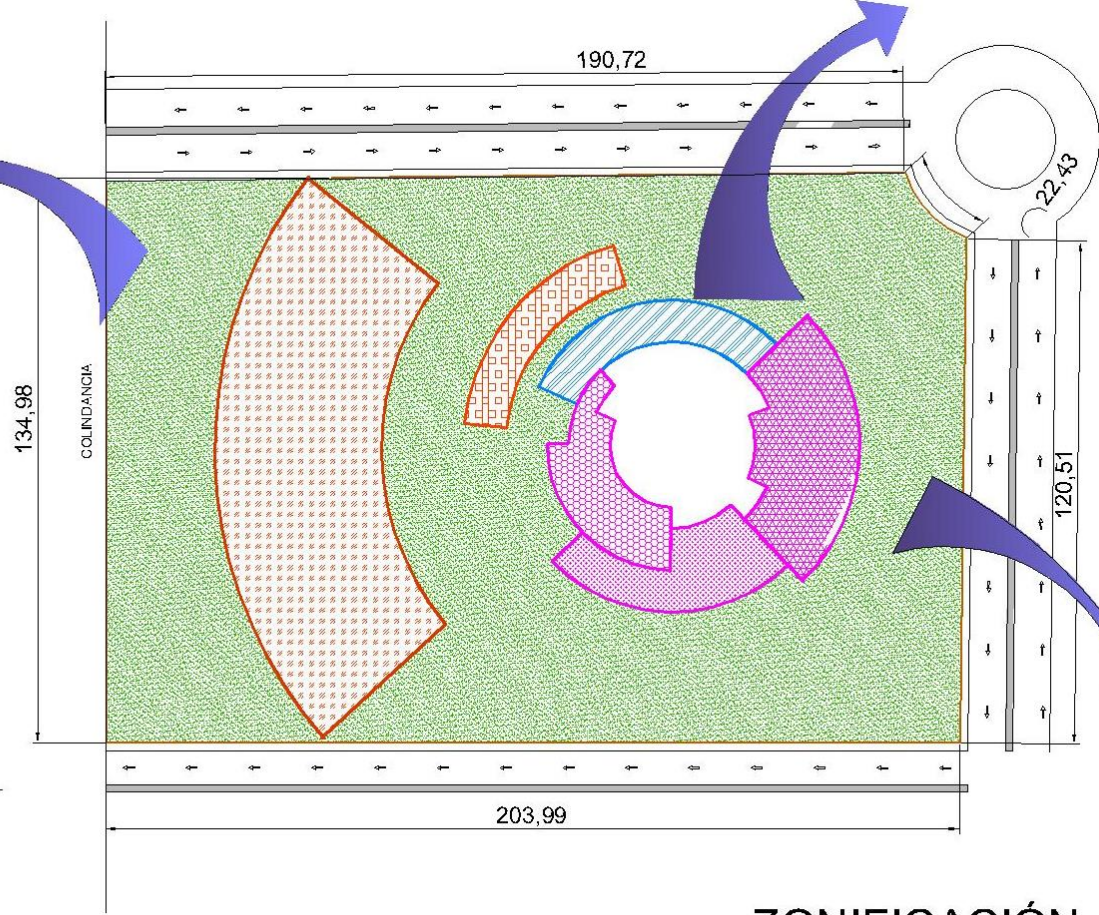 190,72
22,43
134,98
COLINDANCIA
120,51
203,99
ZONIFICACIÓN